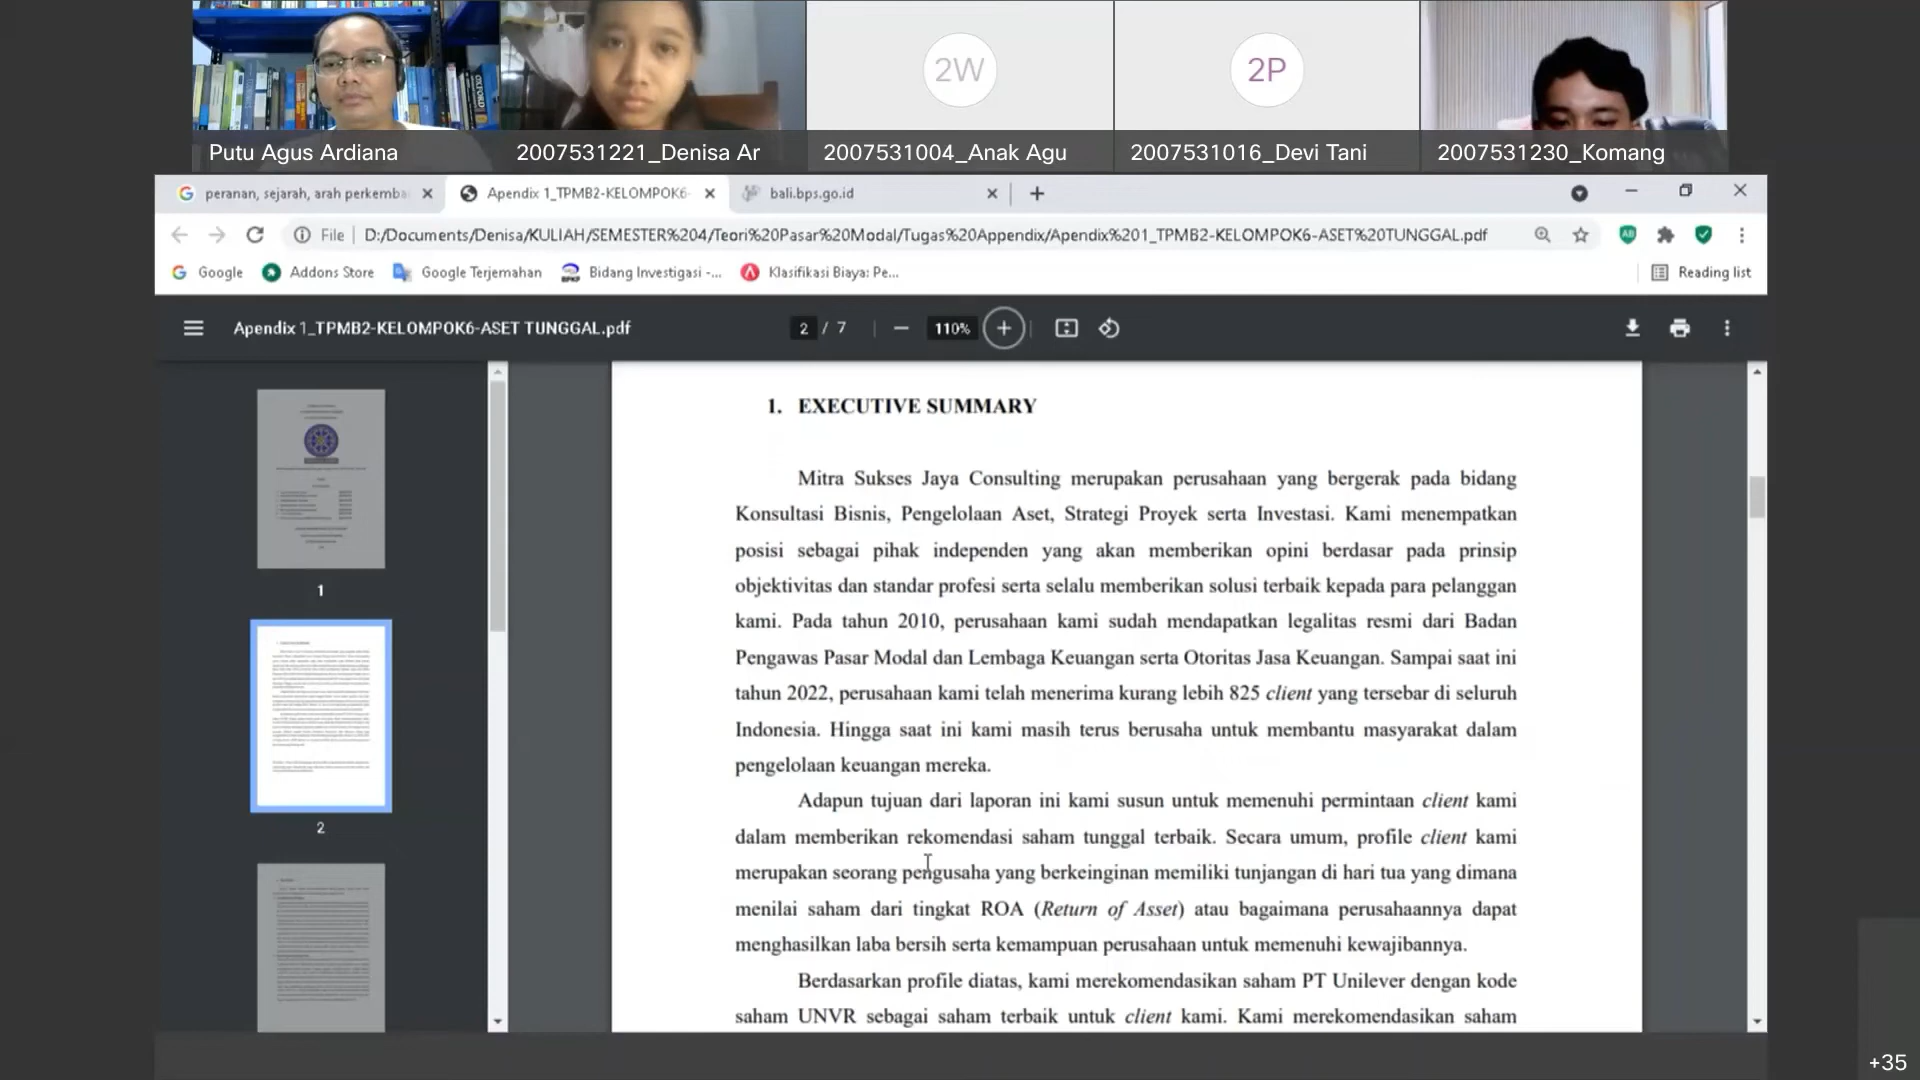 2W
2P
Putu Agus Ardiana
2007531221_Denisa Ar
2007531004_Anak Agu
2007531016_Devi Tani
2007531230_Komang
peranan, sejarah, arah perkemba
Apendix 1_TPMB2-KELOMPOK6-
bali.bps.go.id
File
D:/Documents/Denisa/KULIAH/SEMESTER%204/Teori%20Pasar%20Modal/Tugas%20Appendix/Apendix%201_TPMB2-KELOMPOK6-ASET%20TUNGGAL.pdf
Google
Addons Store
Google Terjemahan
Bidang Investigasi -...
Klasifikasi Biaya: Pe...
Reading list
Apendix 1_TPMB2-KELOMPOK6-ASET TUNGGAL.pdf
2 / 7
110%
1
2
1. EXECUTIVE SUMMARY
Mitra Sukses Jaya Consulting merupakan perusahaan yang bergerak pada bidang
Konsultasi Bisnis, Pengelolaan Aset, Strategi Proyek serta Investasi. Kami menempatkan
posisi sebagai pihak independen yang akan memberikan opini berdasar pada prinsip
objektivitas dan standar profesi serta selalu memberikan solusi terbaik kepada para pelanggan
kami. Pada tahun 2010, perusahaan kami sudah mendapatkan legalitas resmi dari Badan
Pengawas Pasar Modal dan Lembaga Keuangan serta Otoritas Jasa Keuangan. Sampai saat ini
tahun 2022, perusahaan kami telah menerima kurang lebih 825 client yang tersebar di seluruh
Indonesia. Hingga saat ini kami masih terus berusaha untuk membantu masyarakat dalam
pengelolaan keuangan mereka.
Adapun tujuan dari laporan ini kami susun untuk memenuhi permintaan client kami
dalam memberikan rekomendasi saham tunggal terbaik. Secara umum, profile client kami
merupakan seorang pengusaha yang berkeinginan memiliki tunjangan di hari tua yang dimana
menilai saham dari tingkat ROA (Return of Asset) atau bagaimana perusahaannya dapat
menghasilkan laba bersih serta kemampuan perusahaan untuk memenuhi kewajibannya.
Berdasarkan profile diatas, kami merekomendasikan saham PT Unilever dengan kode
saham UNVR sebagai saham terbaik untuk client kami. Kami merekomendasikan saham
+35